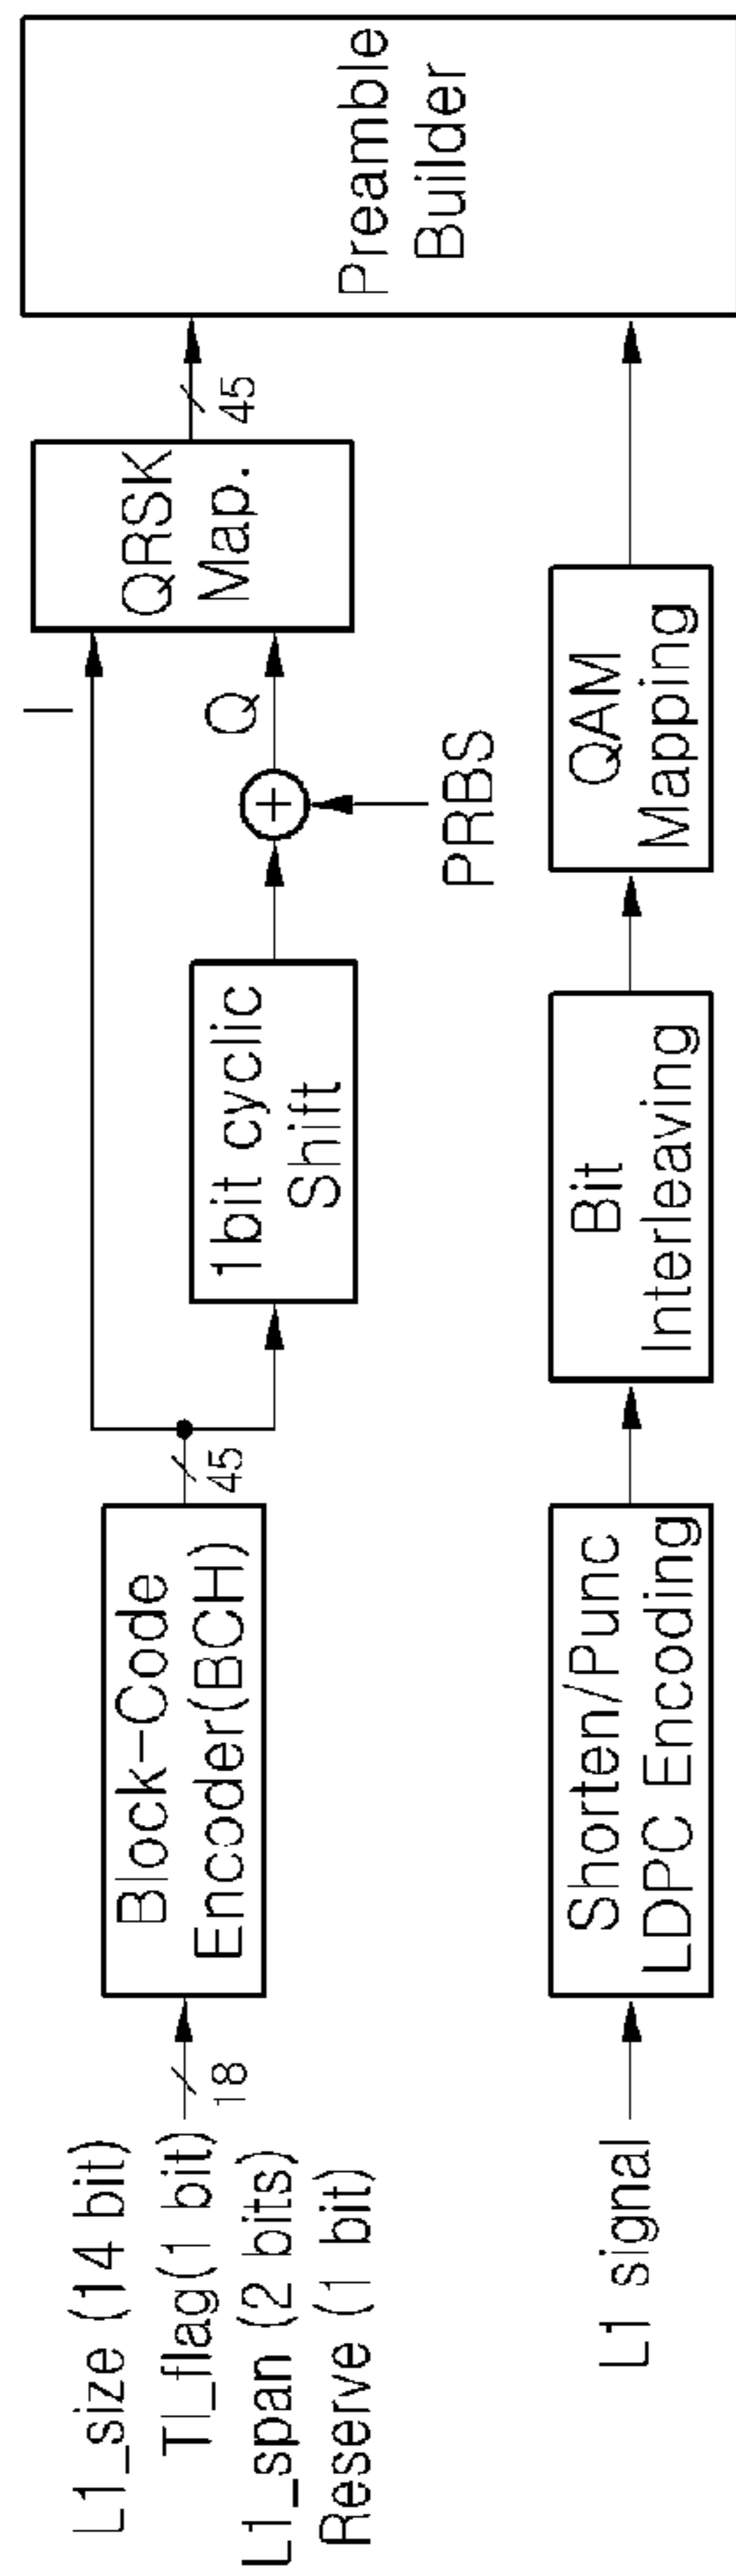 L1_size (14 bit)
TI_flag(1 bit)
L1_span (2 bits)
Reserve (1 bit)
18
Block-Code
Encoder(BCH)
45
1bit cyclic
Shift
PRBS
I
Q
QRSK
Map.
45
Preamble
Builder
L1 signal
Shorten/Punc
LDPC Encoding
Bit
Interleaving
QAM
Mapping